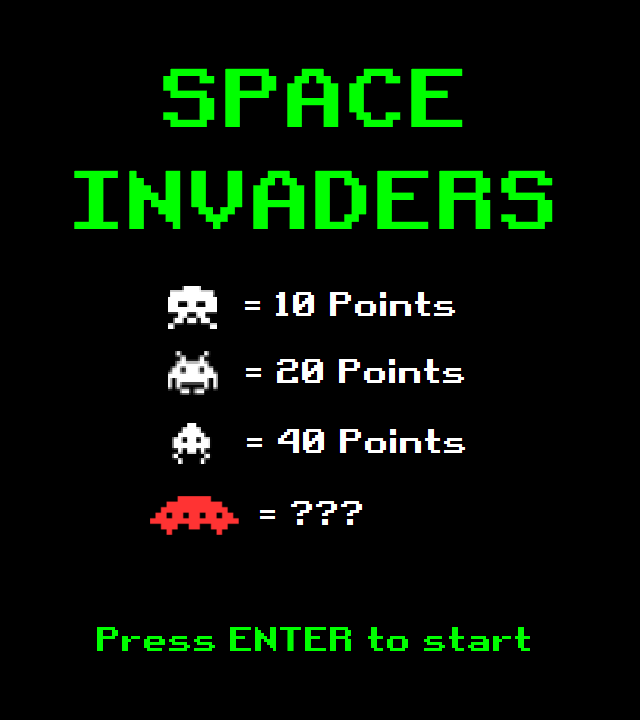 SPACE
INVADERS
= 10 Points
= 20 Points
= 40 Points
= ???
Press ENTER to start